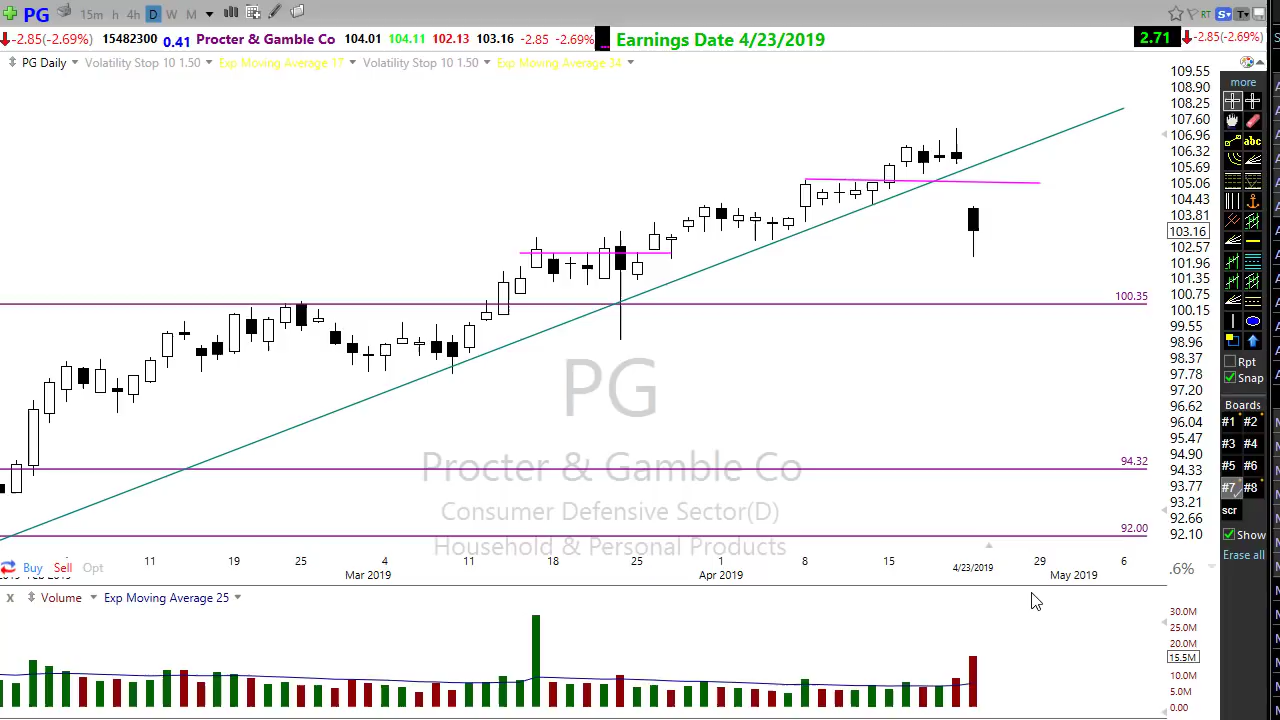 PG 15m h 4h D W M RT S T
-2.85(-2.69%) 15482300 0.41 Procter & Gamble Co 104.01 104.11 102.13 103.16 -2.85 -2.69% Earnings Date 4/23/2019 2.71 -2.85(-2.69%)
PG Daily Volatility Stop 10 1.50 Exp Moving Average 17 Volatility Stop 10 1.50 Exp Moving Average 34
109.55
108.90
108.25
107.60
106.96
106.32
105.69
105.06
104.43
103.81
103.16
102.57
101.96
101.35
100.75
100.15
99.55
98.96
98.37
97.78
97.20
96.62
96.04
95.47
94.90
94.33
93.77
93.21
92.66
92.10
100.35
94.32
92.00
PG
Procter & Gamble Co
Consumer Defensive Sector(D)
Household & Personal Products
more
abc
Rpt
Snap
Boards
#1 #2
#3 #4
#5 #6
#7 #8
scr
Show
Erase all
11 19 25 4 11 18 25 1 8 15 4/23/2019 29 6
Buy Sell Opt
2019 Feb 2019 Mar 2019 Apr 2019 May 2019
.6%
x Volume Exp Moving Average 25
30.0M
25.0M
20.0M
15.5M
10.0M
5.0M
0.00